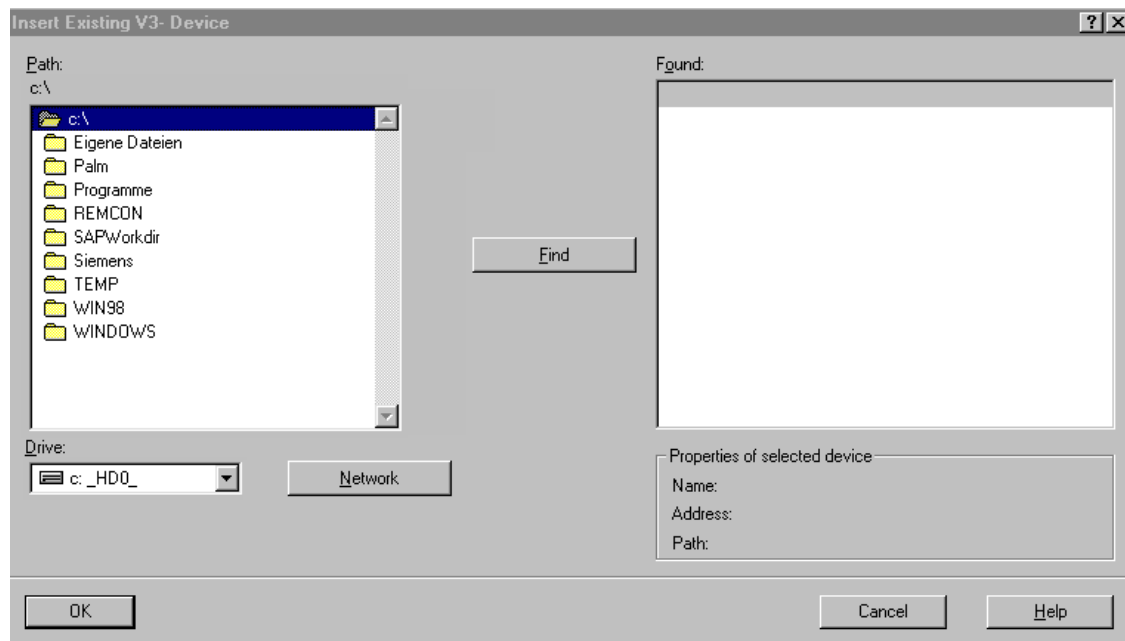 Insert Existing V3- Device
Path:
c:\
c:\
Eigene Dateien
Palm
Programme
REMCON
SAPWorkdir
Siemens
TEMP
WIN98
WINDOWS
Drive:
c: _HD0_
Network
Find
Found:
Properties of selected device
Name:
Address:
Path:
OK
Cancel
Help